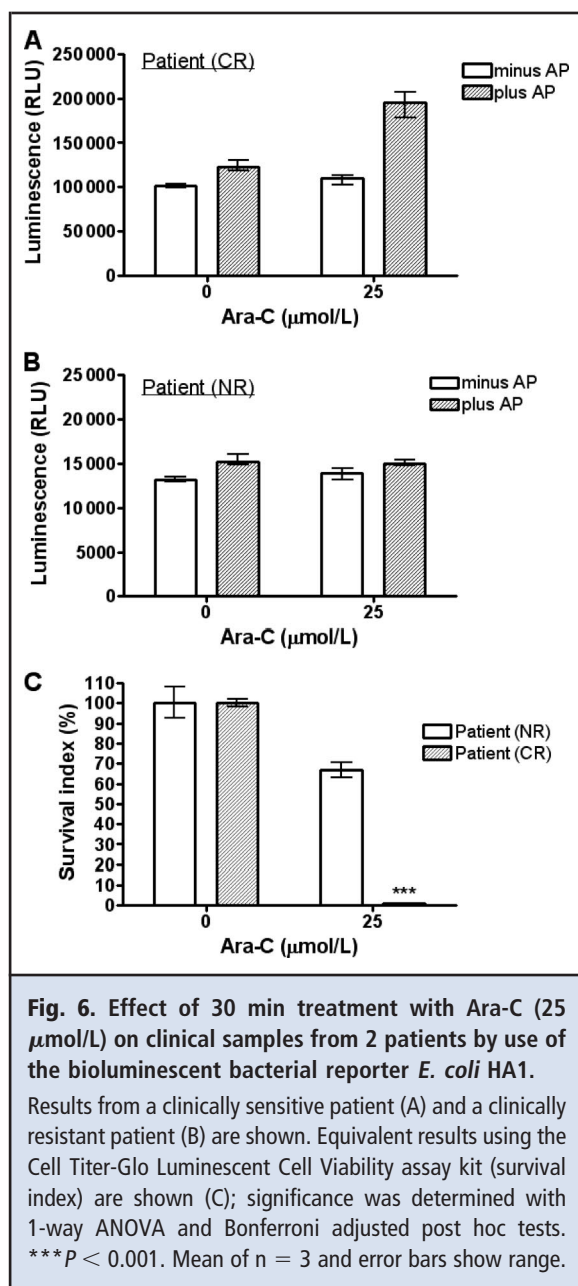 A
Patient (CR)
minus AP
plus AP
Luminescence (RLU)
250 000
200 000
150 000
100 000
50 000
0
0
25
Ara-C (μmol/L)
B
Patient (NR)
minus AP
plus AP
Luminescence (RLU)
25 000
20 000
15 000
10 000
5000
0
0
25
Ara-C (μmol/L)
C
Patient (NR)
Patient (CR)
Survival index (%)
110
100
90
80
70
60
50
40
30
20
10
0
***
0
25
Ara-C (μmol/L)
Fig. 6. Effect of 30 min treatment with Ara-C (25
μmol/L) on clinical samples from 2 patients by use of
the bioluminescent bacterial reporter E. coli HA1.
Results from a clinically sensitive patient (A) and a clinically
resistant patient (B) are shown. Equivalent results using the
Cell Titer-Glo Luminescent Cell Viability assay kit (survival
index) are shown (C); significance was determined with
1-way ANOVA and Bonferroni adjusted post hoc tests.
***P < 0.001. Mean of n = 3 and error bars show range.